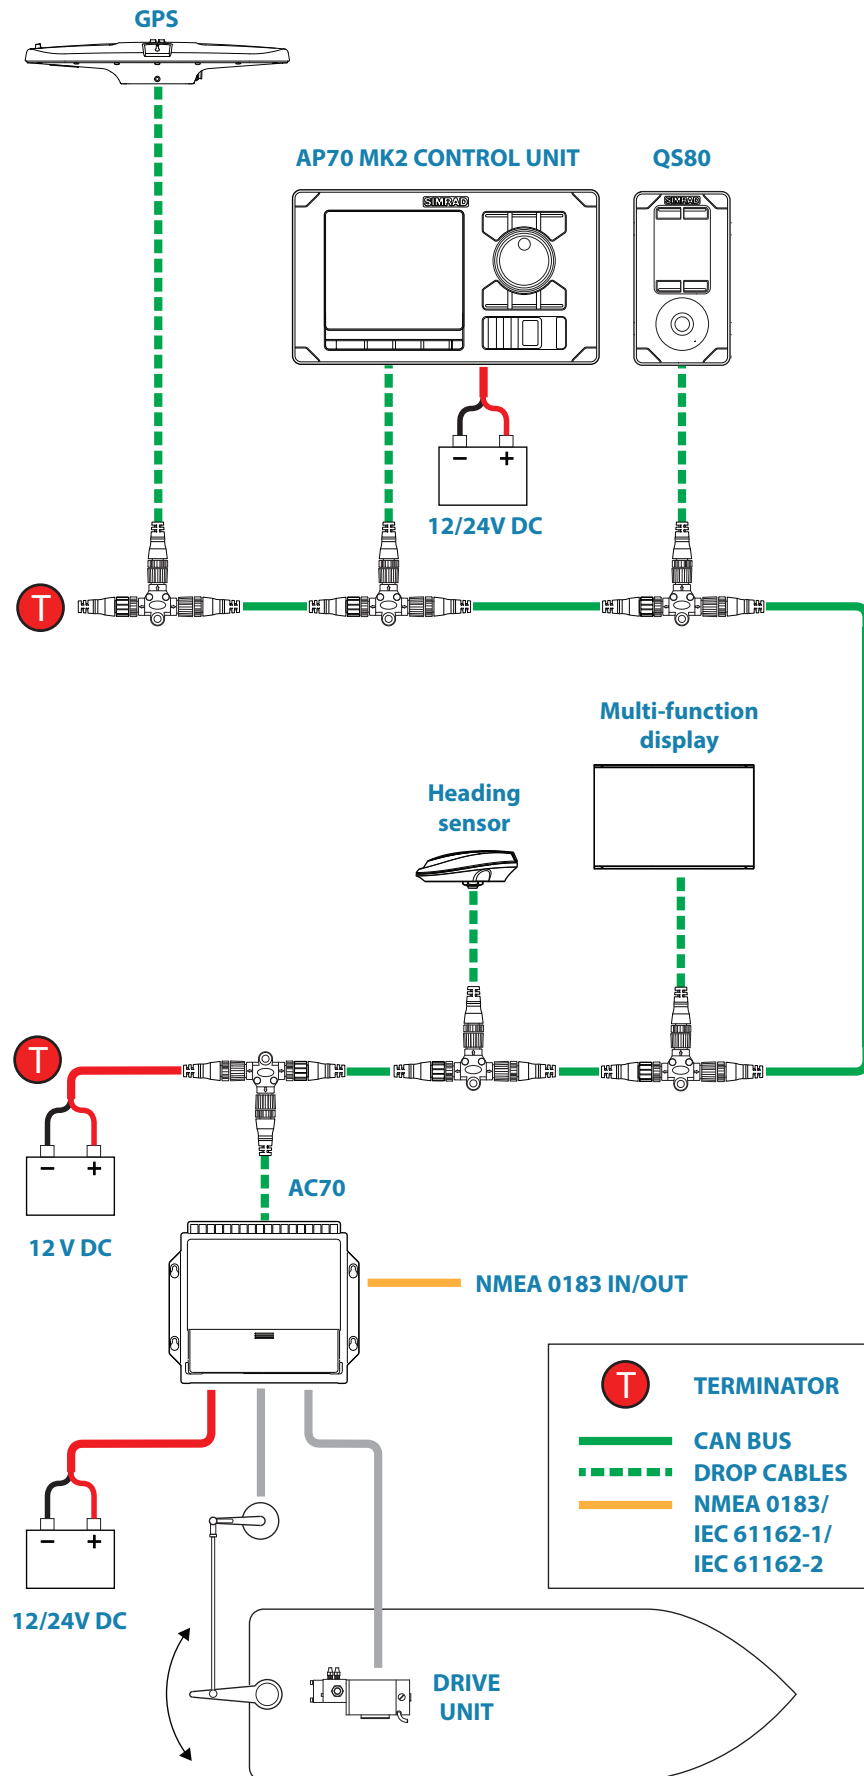 GPS
AP70 MK2 CONTROL UNIT
QS80
SIMRAD
SIMRAD
− +
12/24V DC
T
Multi-function
display
Heading
sensor
T
− +
12 V DC
AC70
NMEA 0183 IN/OUT
T TERMINATOR
CAN BUS
DROP CABLES
NMEA 0183/
IEC 61162-1/
IEC 61162-2
− +
12/24V DC
DRIVE
UNIT